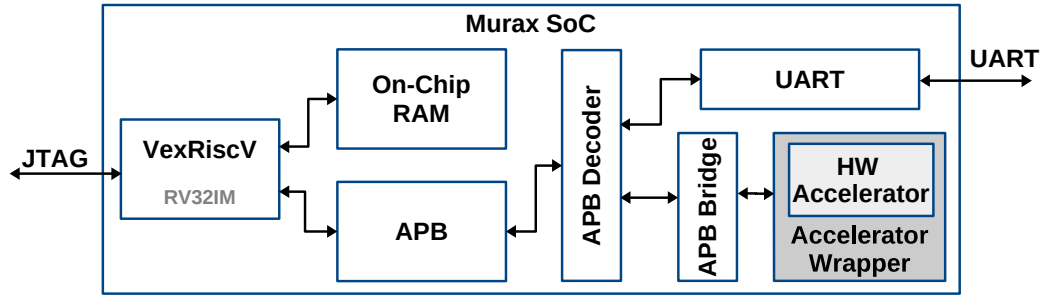 Murax SoC
JTAG
VexRiscV
RV32IM
On-Chip
RAM
APB
APB Decoder
UART
UART
APB Bridge
HW
Accelerator
Accelerator
Wrapper